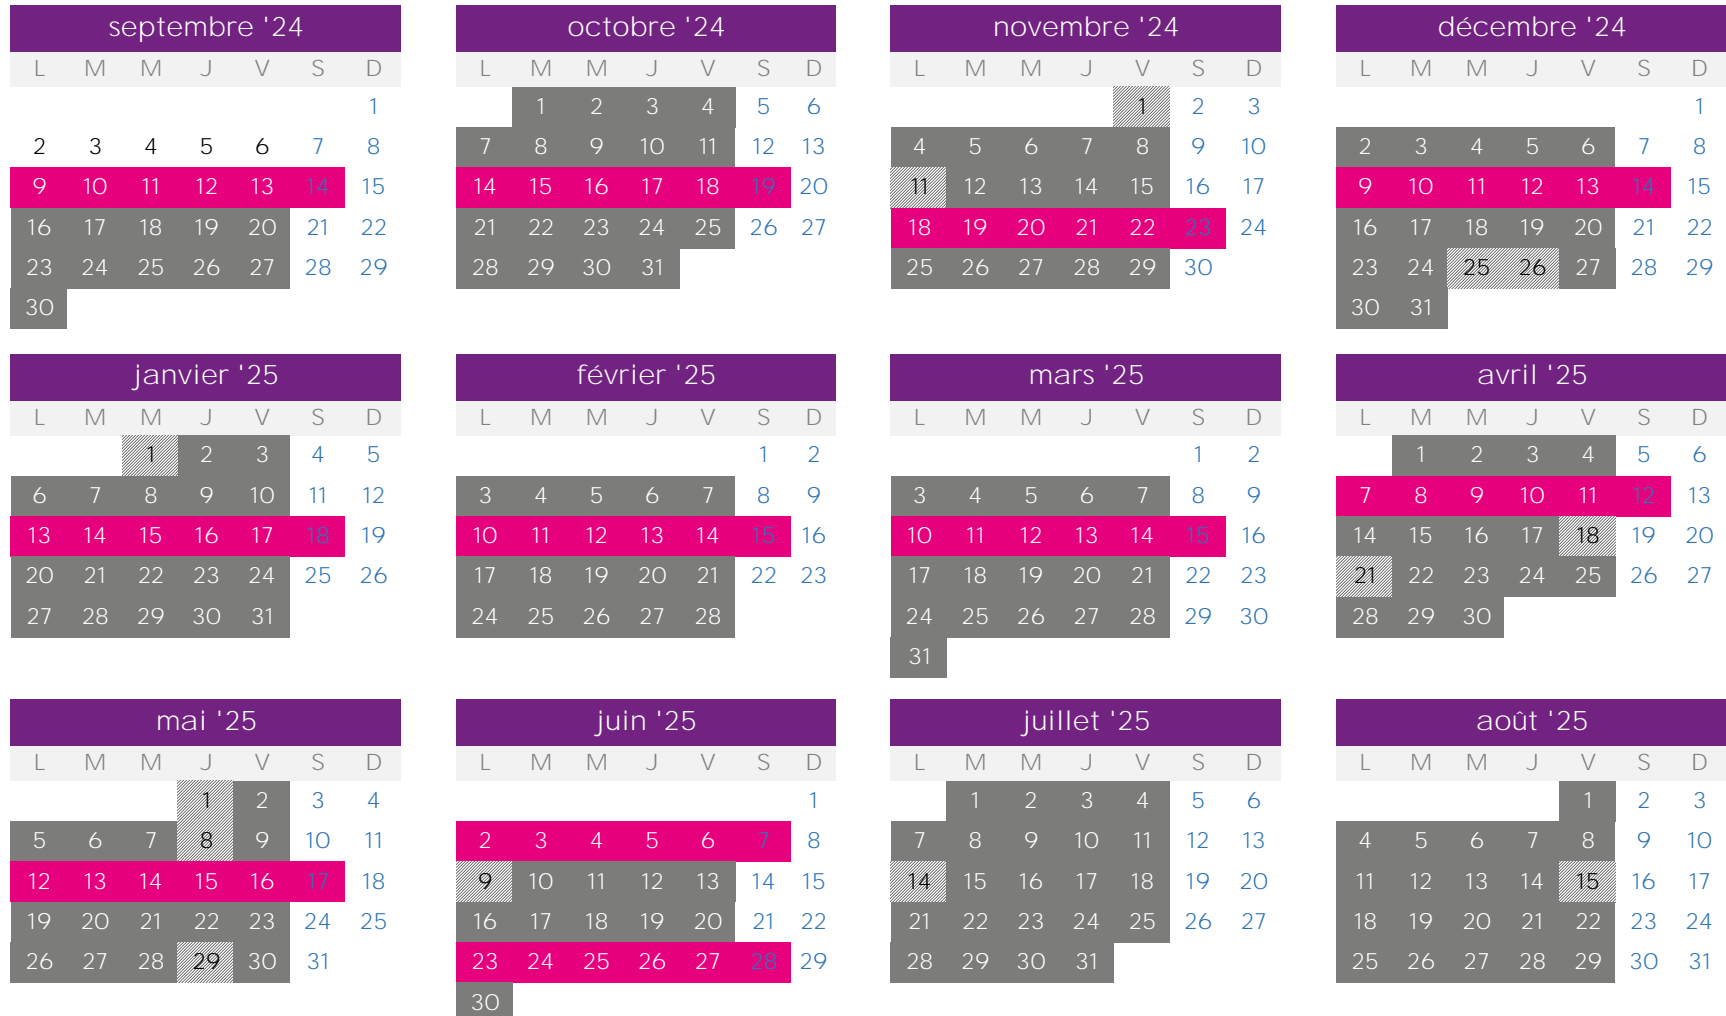 septembre '24
L M M J V S D
1
2 3 4 5 6 7 8
9 10 11 12 13 14 15
16 17 18 19 20 21 22
23 24 25 26 27 28 29
30
octobre '24
L M M J V S D
1 2 3 4 5 6
7 8 9 10 11 12 13
14 15 16 17 18 19 20
21 22 23 24 25 26 27
28 29 30 31
novembre '24
L M M J V S D
1 2 3
4 5 6 7 8 9 10
11 12 13 14 15 16 17
18 19 20 21 22 23 24
25 26 27 28 29 30
décembre '24
L M M J V S D
1
2 3 4 5 6 7 8
9 10 11 12 13 14 15
16 17 18 19 20 21 22
23 24 25 26 27 28 29
30 31
janvier '25
L M M J V S D
1 2 3 4 5
6 7 8 9 10 11 12
13 14 15 16 17 18 19
20 21 22 23 24 25 26
27 28 29 30 31
février '25
L M M J V S D
1 2
3 4 5 6 7 8 9
10 11 12 13 14 15 16
17 18 19 20 21 22 23
24 25 26 27 28
mars '25
L M M J V S D
1 2
3 4 5 6 7 8 9
10 11 12 13 14 15 16
17 18 19 20 21 22 23
24 25 26 27 28 29 30
31
avril '25
L M M J V S D
1 2 3 4 5 6
7 8 9 10 11 12 13
14 15 16 17 18 19 20
21 22 23 24 25 26 27
28 29 30
mai '25
L M M J V S D
1 2 3 4
5 6 7 8 9 10 11
12 13 14 15 16 17 18
19 20 21 22 23 24 25
26 27 28 29 30 31
juin '25
L M M J V S D
1
2 3 4 5 6 7 8
9 10 11 12 13 14 15
16 17 18 19 20 21 22
23 24 25 26 27 28 29
30
juillet '25
L M M J V S D
1 2 3 4 5 6
7 8 9 10 11 12 13
14 15 16 17 18 19 20
21 22 23 24 25 26 27
28 29 30 31
août '25
L M M J V S D
1 2 3
4 5 6 7 8 9 10
11 12 13 14 15 16 17
18 19 20 21 22 23 24
25 26 27 28 29 30 31